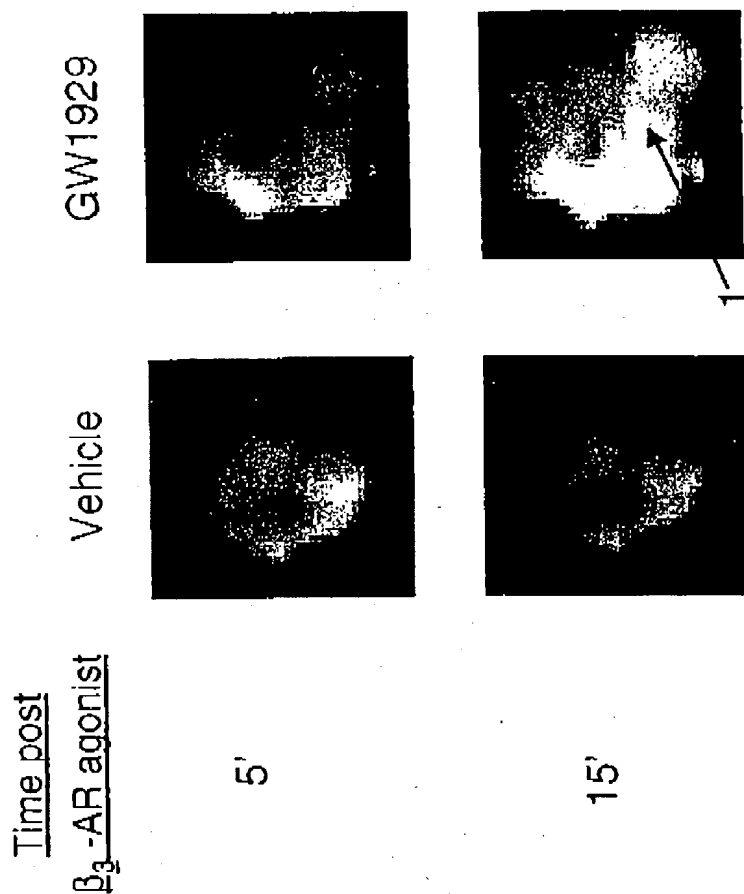 Time post
β₃ -AR agonist
Vehicle
GW1929
5'
15'
1